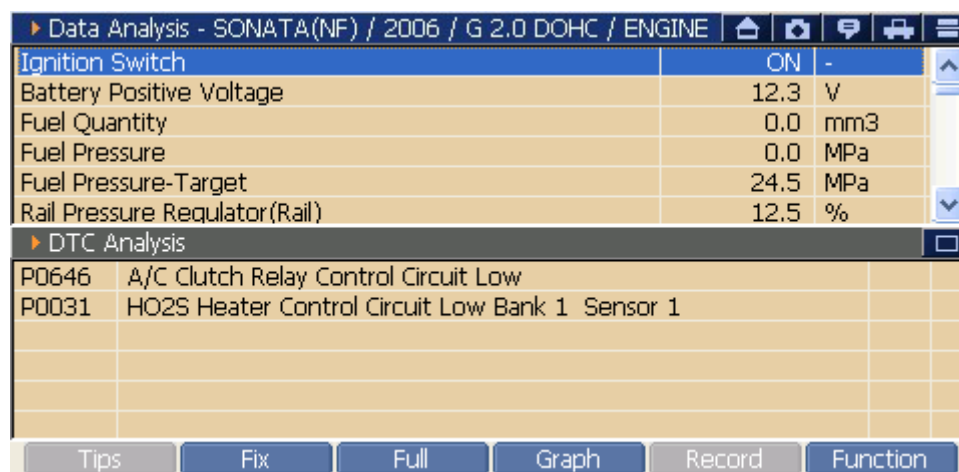 Data Analysis - SONATA(NF) / 2006 / G 2.0 DOHC / ENGINE
Ignition Switch ON -
Battery Positive Voltage 12.3 V
Fuel Quantity 0.0 mm3
Fuel Pressure 0.0 MPa
Fuel Pressure-Target 24.5 MPa
Rail Pressure Regulator(Rail) 12.5 %
DTC Analysis
P0646 A/C Clutch Relay Control Circuit Low
P0031 HO2S Heater Control Circuit Low Bank 1 Sensor 1
Tips Fix Full Graph Record Function